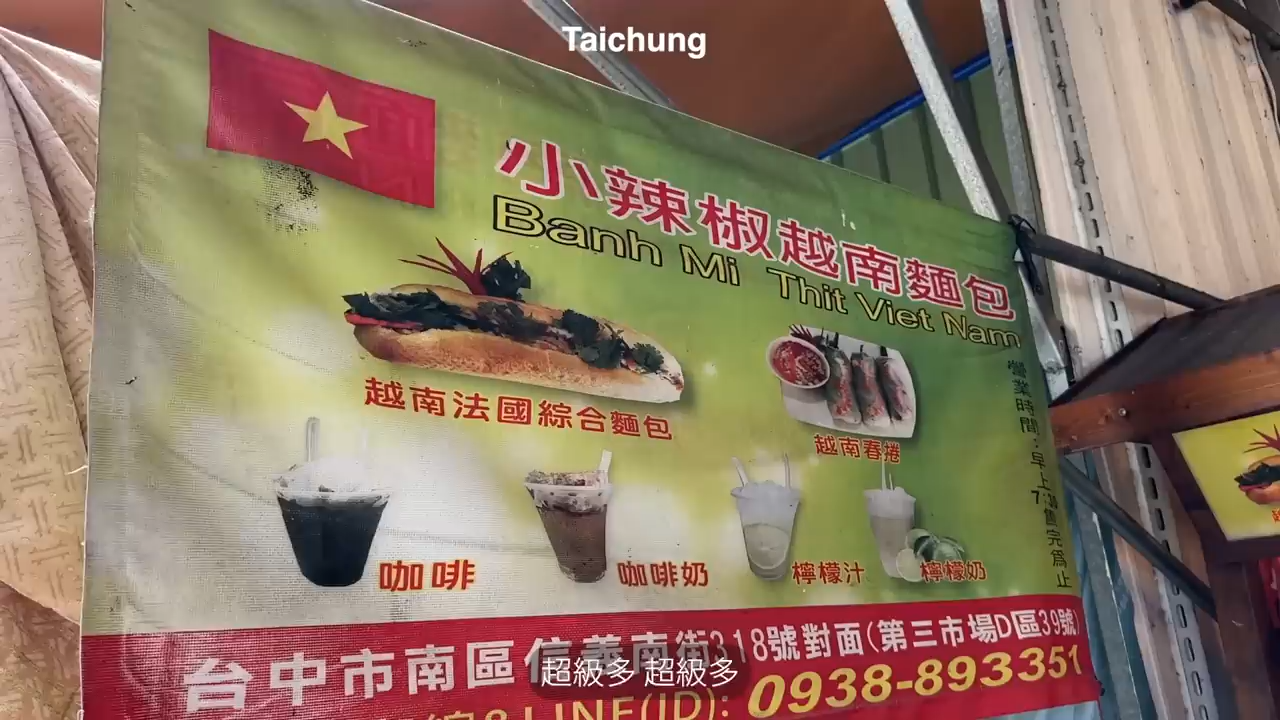 Taichung
小辣椒越南麵包
Banh Mi Thit Viet Nam
越南法國綜合麵包
越南春捲
營業時間:早上7:
售完為止
咖啡
咖啡奶
檸檬汁
檸檬奶
台中市南區信義南街318號對面(第三市場D區39號)
超級多 超級多
&LINE(ID): 0938-893351